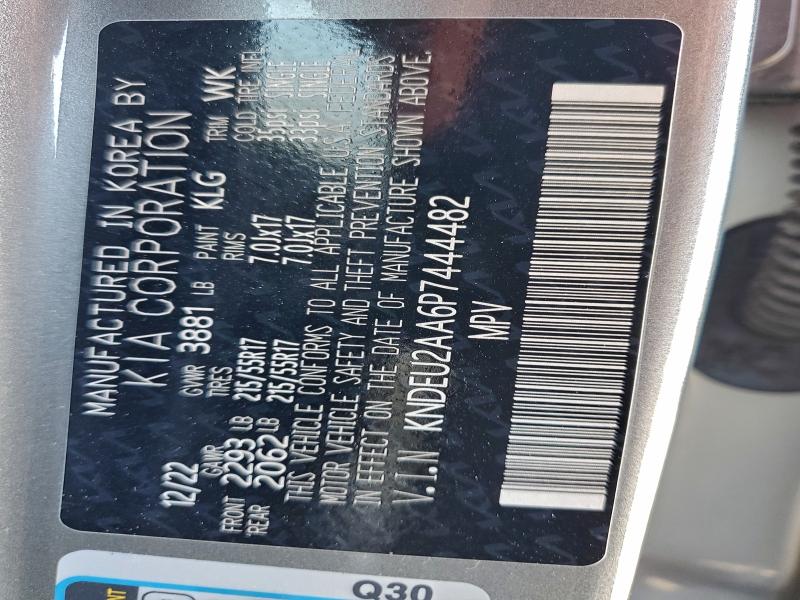 MANUFACTURED IN KOREA BY
KIA CORPORATION
12/22 GVWR 3881 LB PAINT KLG TRIM WK
GAWR TIRES RIMS COLD TIRE INFL
FRONT 2293 LB 215/55R17 7.0JX17 35PSI SINGLE
REAR 2062 LB 215/55R17 7.0JX17 33PSI SINGLE
THIS VEHICLE CONFORMS TO ALL APPLICABLE U.S.A FEDERAL
MOTOR VEHICLE SAFETY AND THEFT PREVENTION STANDARDS
IN EFFECT ON THE DATE OF MANUFACTURE SHOWN ABOVE.
V.I.N KNDEU2AA6P7444482
MPV
Q30